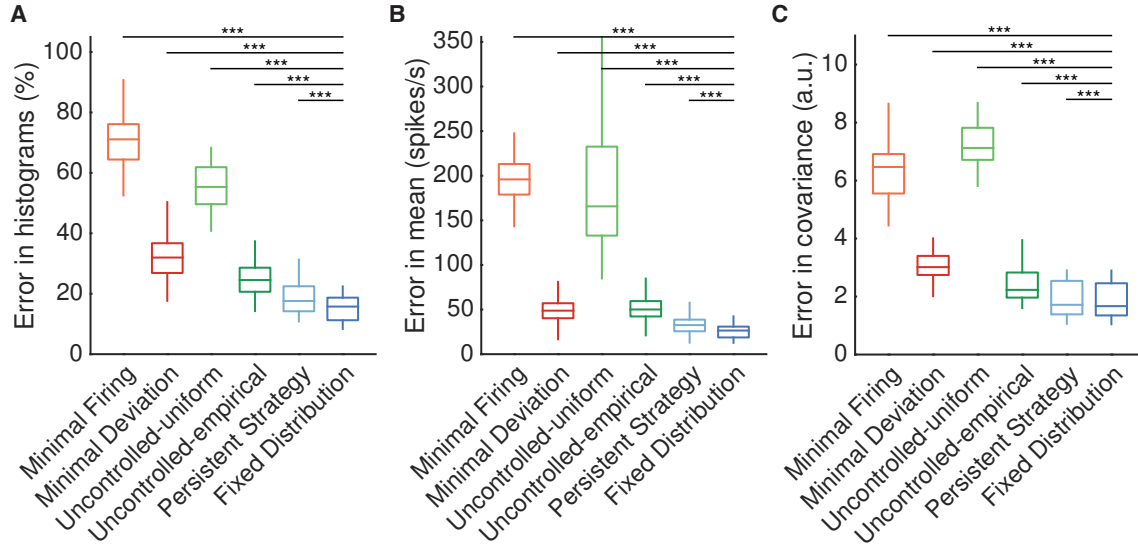 A
Error in histograms (%)
100
80
60
40
20
0
***
***
***
***
***
Minimal Firing
Minimal Deviation
Uncontrolled-uniform
Uncontrolled-empirical
Persistent Strategy
Fixed Distribution
B
Error in mean (spikes/s)
350
300
250
200
150
100
50
0
***
***
***
***
***
Minimal Firing
Minimal Deviation
Uncontrolled-uniform
Uncontrolled-empirical
Persistent Strategy
Fixed Distribution
C
Error in covariance (a.u.)
10
8
6
4
2
0
***
***
***
***
***
Minimal Firing
Minimal Deviation
Uncontrolled-uniform
Uncontrolled-empirical
Persistent Strategy
Fixed Distribution